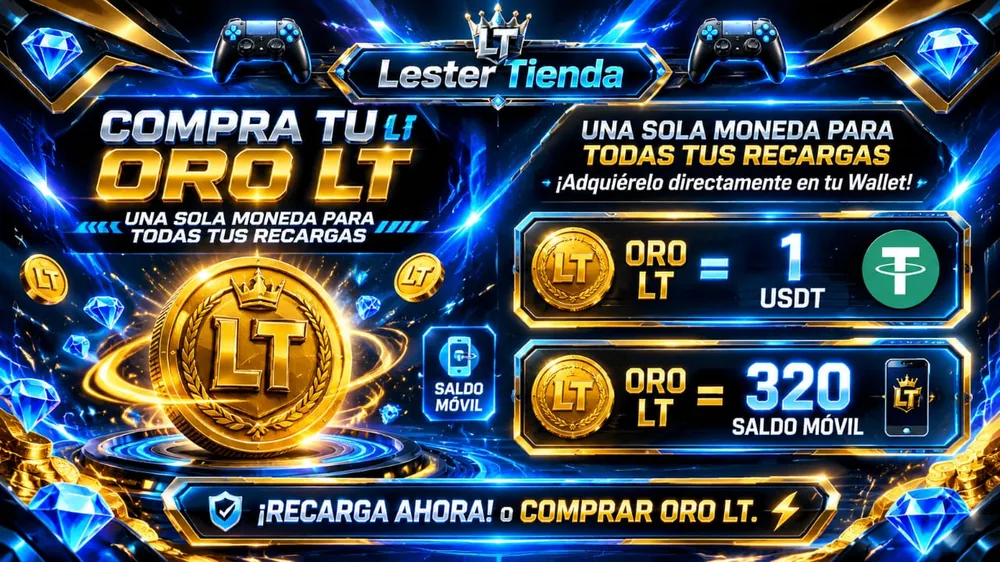 LT
Lester Tienda
COMPRA TU LT
ORO LT
UNA SOLA MONEDA PARA
TODAS TUS RECARGAS
LT
LT
LT
SALDO
MÓVIL
UNA SOLA MONEDA PARA
TODAS TUS RECARGAS
¡Adquiérelo directamente en tu Wallet!
LT ORO LT = 1 USDT
LT ORO LT = 320 SALDO MÓVIL LT
¡RECARGA AHORA! o COMPRAR ORO LT.